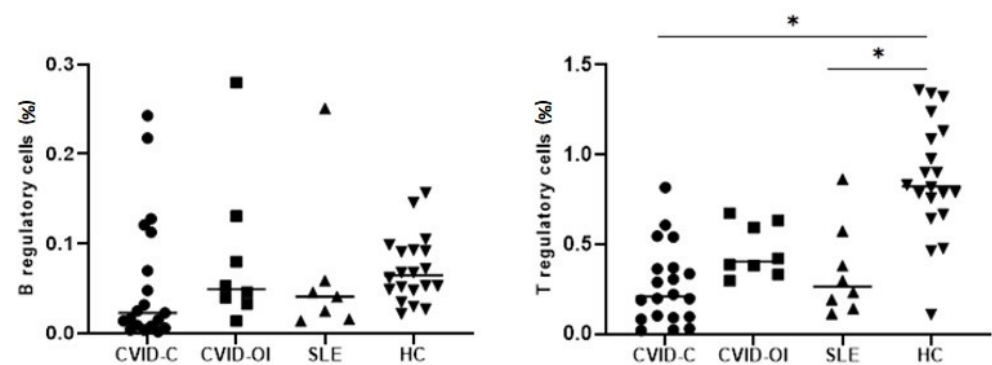 B regulatory cells (%)
0.3
0.2
0.1
0.0
CVID-C CVID-OI SLE HC
T regulatory cells (%)
1.5
1.0
0.5
0.0
CVID-C CVID-OI SLE HC
*
*